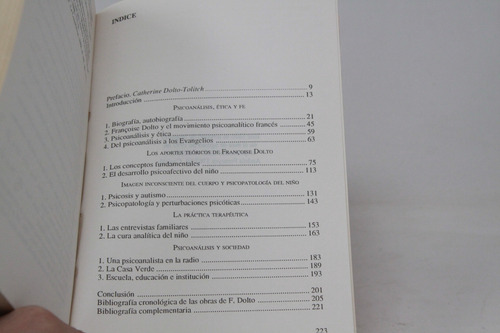 INDICE
Prefacio, Catherine Dolto-Tolitch 9
Introducción 13
PSICOANÁLISIS, ÉTICA Y FE
1. Biografía, autobiografía 21
2. Françoise Dolto y el movimiento psicoanalítico francés 45
3. Psicoanálisis y ética 59
4. Del psicoanálisis a los Evangelios 63
LOS APORTES TEÓRICOS DE FRANÇOISE DOLTO
1. Los conceptos fundamentales 75
2. El desarrollo psicoafectivo del niño 113
IMAGEN INCONSCIENTE DEL CUERPO Y PSICOPATOLOGÍA DEL NIÑO
1. Psicosis y autismo 131
2. Psicopatología y perturbaciones psicóticas 143
LA PRÁCTICA TERAPÉUTICA
1. Las entrevistas familiares 153
2. La cura analítica del niño 163
PSICOANÁLISIS Y SOCIEDAD
1. Una psicoanalista en la radio 183
2. La Casa Verde 189
3. Escuela, educación e institución 193
Conclusión 201
Bibliografía cronológica de las obras de F. Dolto 205
Bibliografía complementaria 221
223